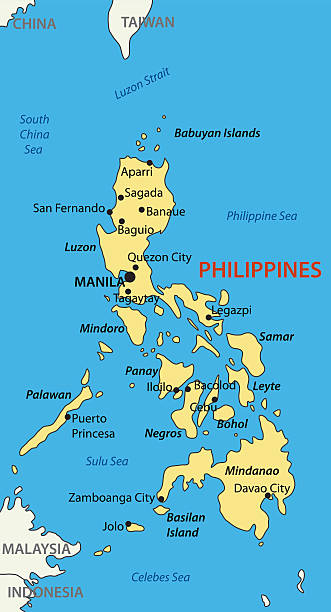 CHINA
TAIWAN
Luzon Strait
South
China
Sea
Babuyan Islands
Aparri
Sagada
San Fernando
Banaue
Philippine Sea
Baguio
Luzon
Quezon City
PHILIPPINES
MANILA
Tagaytay
Legazpi
Mindoro
Samar
Panay
Iloilo
Bacolod
Leyte
Palawan
Cebu
Puerto
Princesa
Bohol
Negros
Sulu Sea
Mindanao
Davao City
Zamboanga City
Basilan
Island
Jolo
MALAYSIA
Celebes Sea
INDONESIA